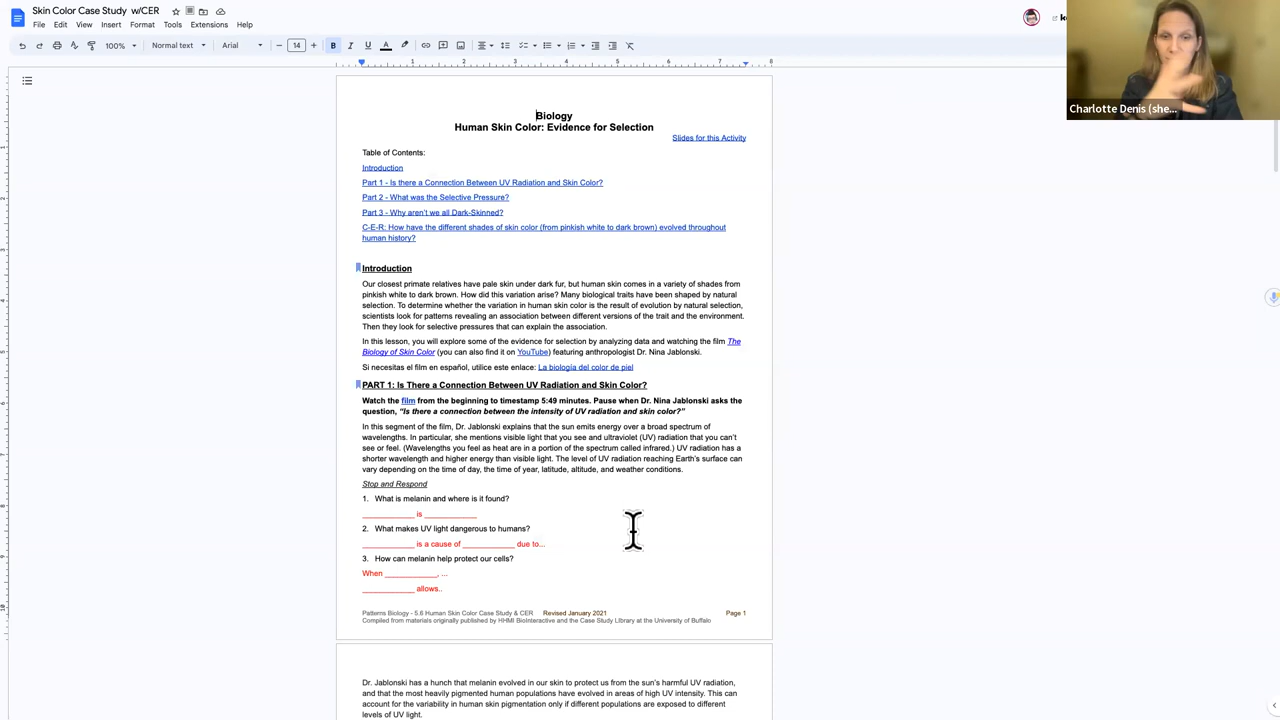 Skin Color Case Study w/CER
File Edit View Insert Format Tools Extensions Help
100% Normal text Arial 14 B I U A
1 2 3 4 5 6 7 8
Charlotte Denis (she...
Biology
Human Skin Color: Evidence for Selection
Slides for this Activity
Table of Contents:
Introduction
Part 1 - Is there a Connection Between UV Radiation and Skin Color?
Part 2 - What was the Selective Pressure?
Part 3 - Why aren't we all Dark-Skinned?
C-E-R: How have the different shades of skin color (from pinkish white to dark brown) evolved throughout
human history?
Introduction
Our closest primate relatives have pale skin under dark fur, but human skin comes in a variety of shades from
pinkish white to dark brown. How did this variation arise? Many biological traits have been shaped by natural
selection. To determine whether the variation in human skin color is the result of evolution by natural selection,
scientists look for patterns revealing an association between different versions of the trait and the environment.
Then they look for selective pressures that can explain the association.
In this lesson, you will explore some of the evidence for selection by analyzing data and watching the film The
Biology of Skin Color (you can also find it on YouTube) featuring anthropologist Dr. Nina Jablonski.
Si necesitas el film en español, utilice este enlace: La biología del color de piel
PART 1: Is There a Connection Between UV Radiation and Skin Color?
Watch the film from the beginning to timestamp 5:49 minutes. Pause when Dr. Nina Jablonski asks the
question, "Is there a connection between the intensity of UV radiation and skin color?"
In this segment of the film, Dr. Jablonski explains that the sun emits energy over a broad spectrum of
wavelengths. In particular, she mentions visible light that you see and ultraviolet (UV) radiation that you can't
see or feel. (Wavelengths you feel as heat are in a portion of the spectrum called infrared.) UV radiation has a
shorter wavelength and higher energy than visible light. The level of UV radiation reaching Earth's surface can
vary depending on the time of day, the time of year, latitude, altitude, and weather conditions.
Stop and Respond
1. What is melanin and where is it found?
____________ is ____________
2. What makes UV light dangerous to humans?
____________ is a cause of ____________ due to...
3. How can melanin help protect our cells?
When ____________, ...
____________ allows..
Patterns Biology - 5.6 Human Skin Color Case Study & CER Revised January 2021 Page 1
Compiled from materials originally published by HHMI BioInteractive and the Case Study Library at the University of Buffalo
Dr. Jablonski has a hunch that melanin evolved in our skin to protect us from the sun's harmful UV radiation,
and that the most heavily pigmented human populations have evolved in areas of high UV intensity. This can
account for the variability in human skin pigmentation only if different populations are exposed to different
levels of UV light.